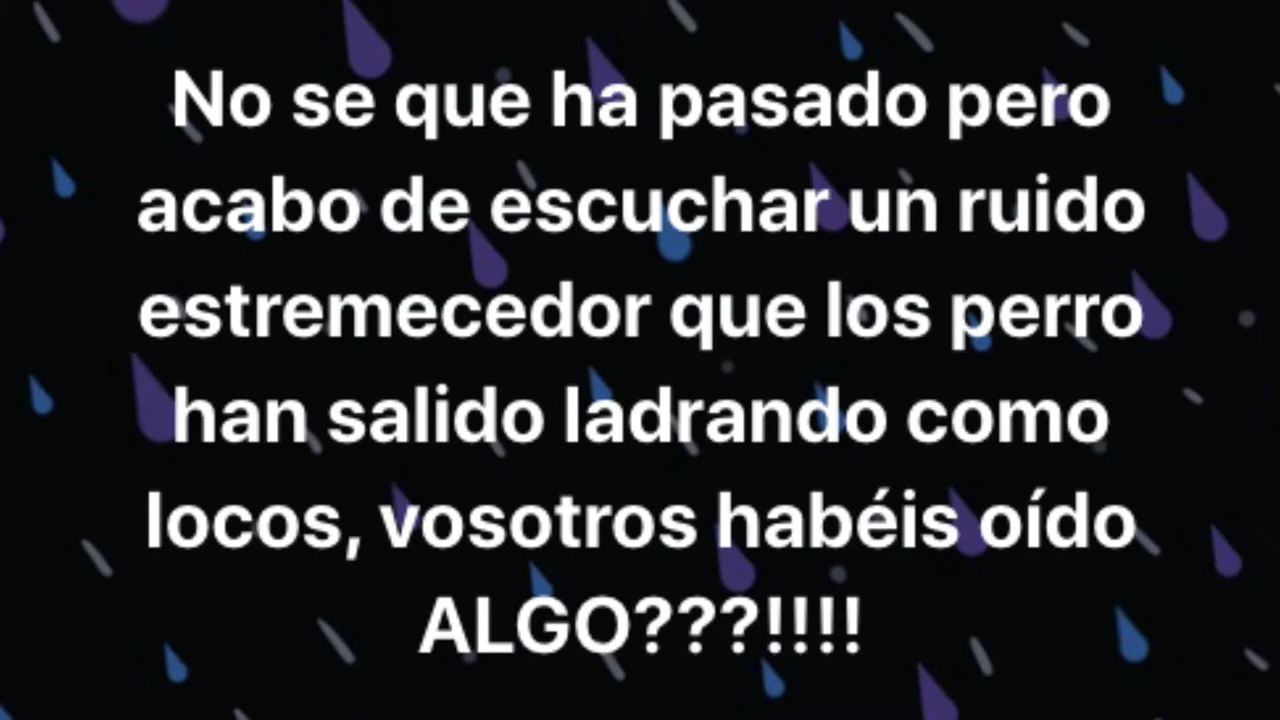 No se que ha pasado pero
acabo de escuchar un ruido
estremecedor que los perro
han salido ladrando como
locos, vosotros habéis oído
ALGO???!!!!